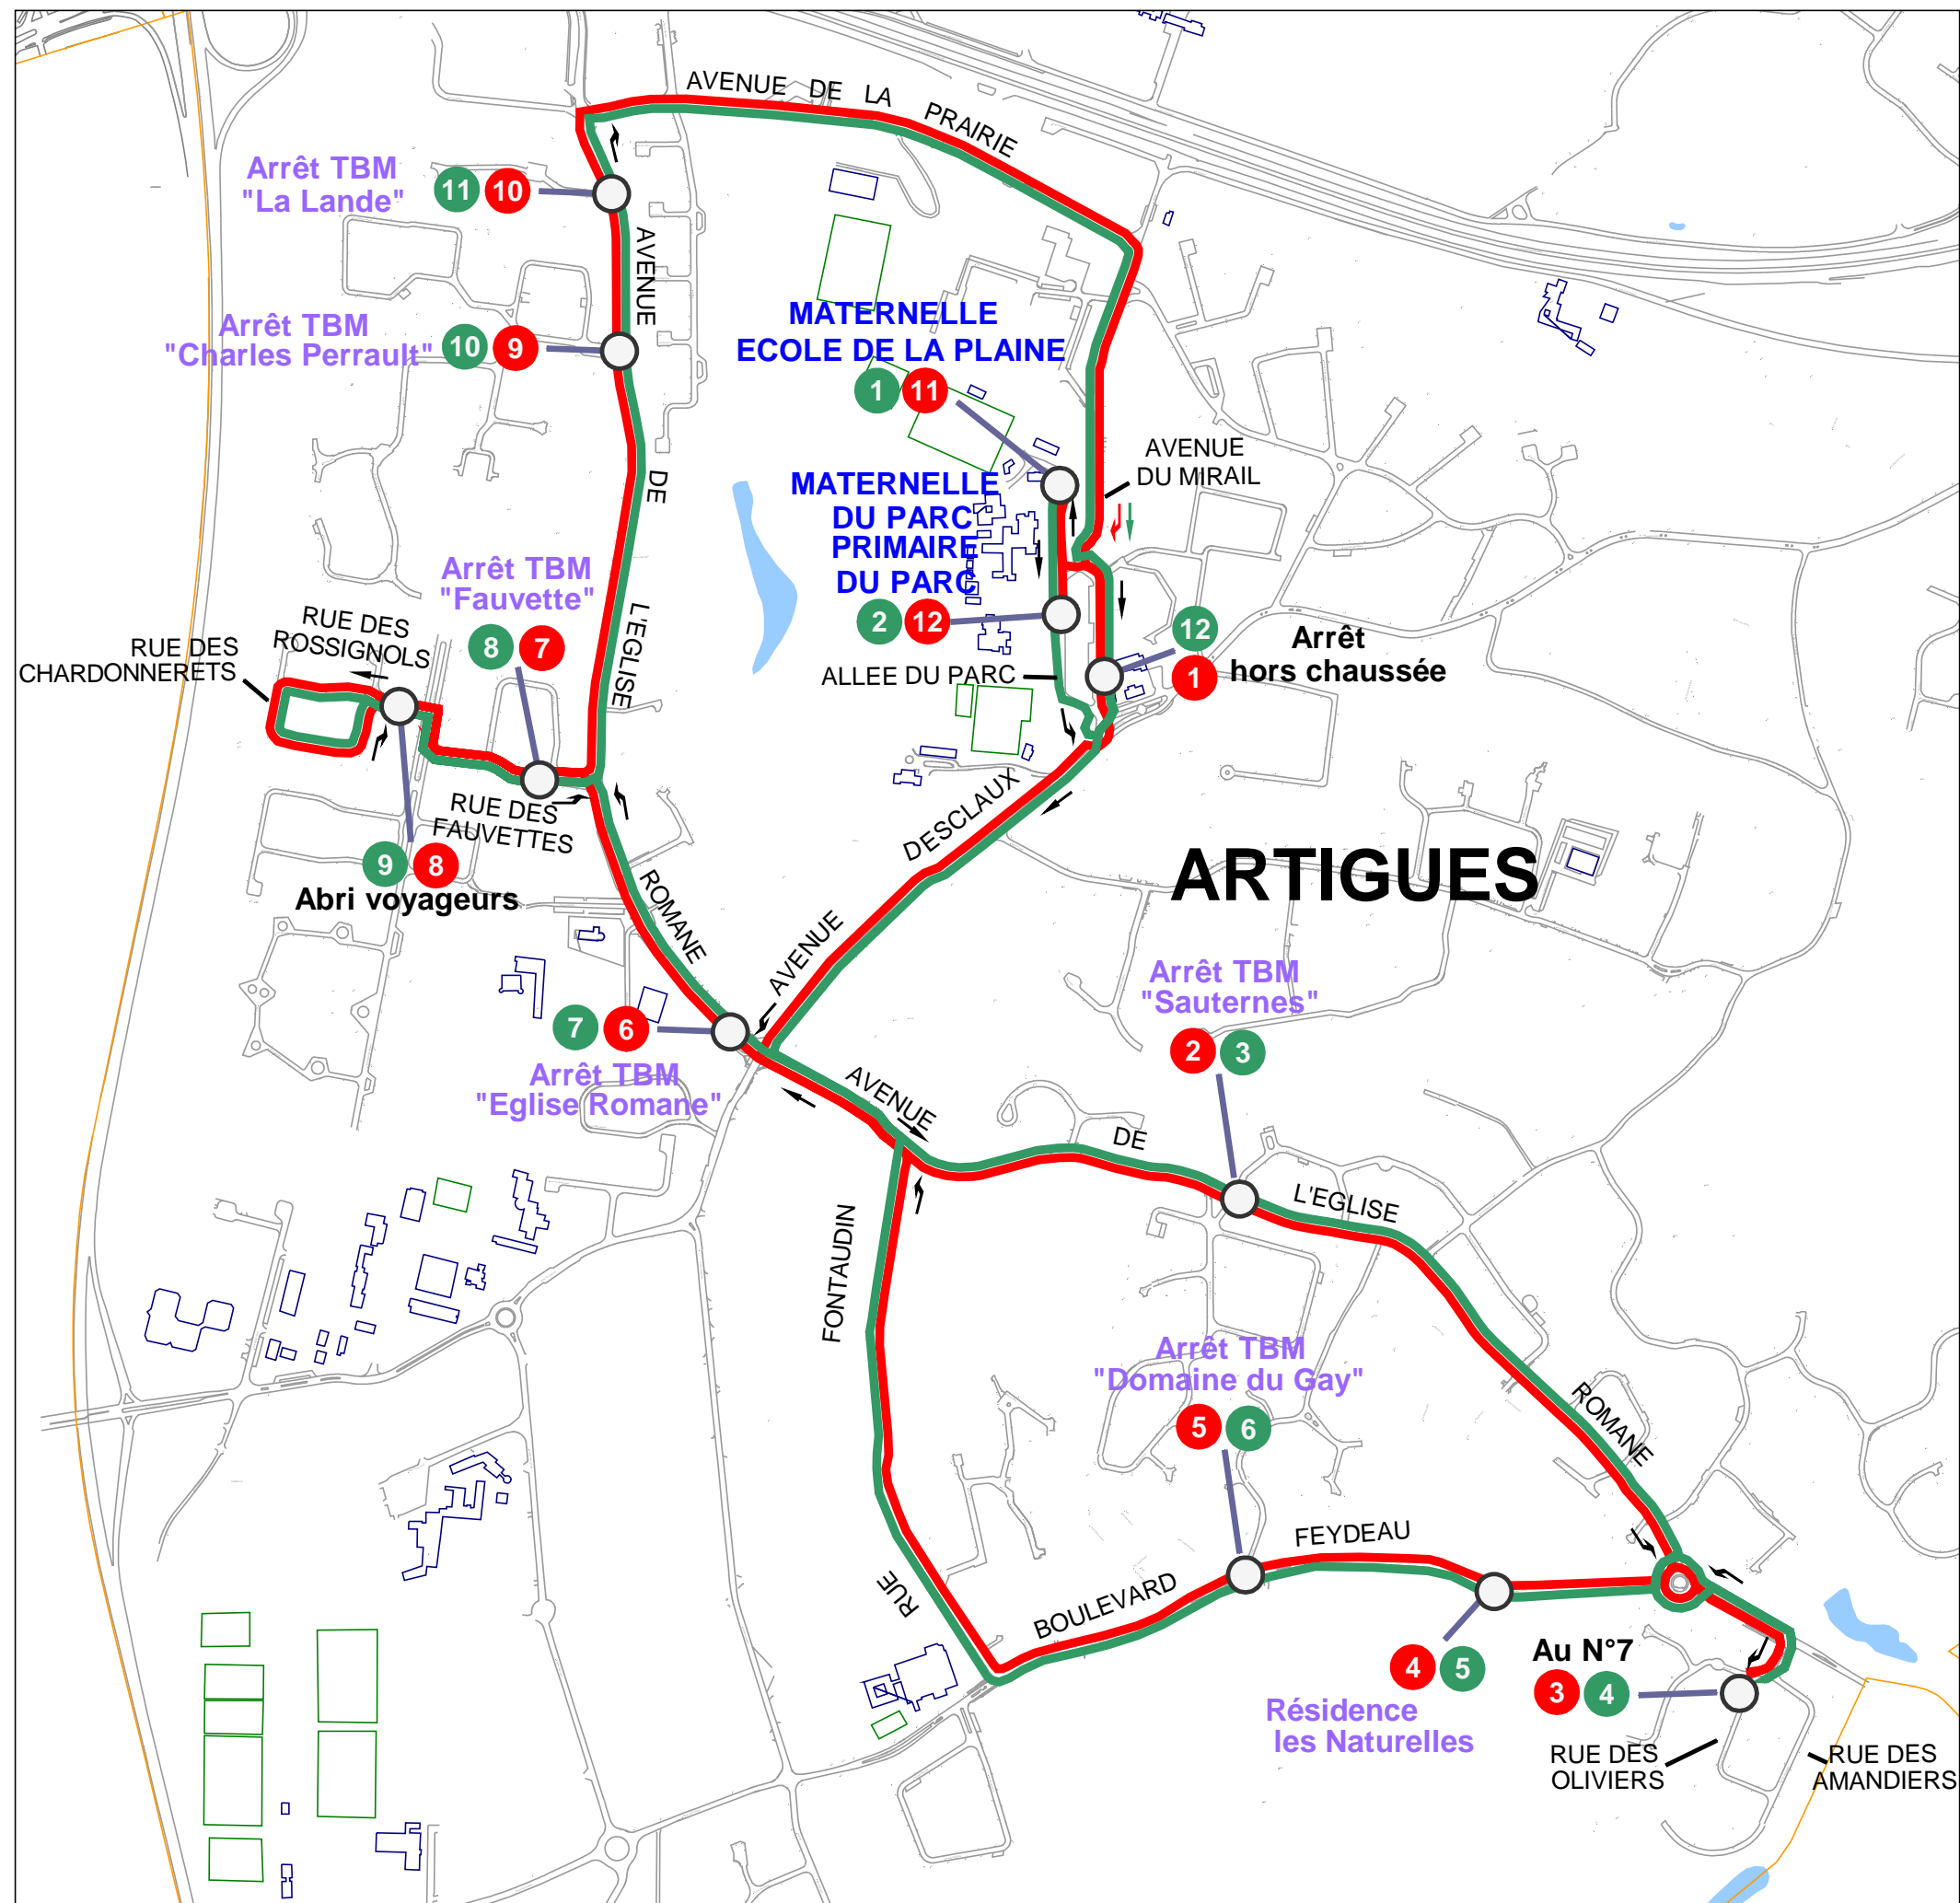 AVENUE DE LA
PRAIRIE
Arrêt TBM
"La Lande"
11 10
AVENUE
Arrêt TBM
"Charles Perrault"
10 9
MATERNELLE
ECOLE DE LA PLAINE
1 11
AVENUE
DU MIRAIL
MATERNELLE
DU PARC
PRIMAIRE
DU PARC
2 12
DE
Arrêt TBM
"Fauvette"
8 7
L'EGLISE
RUE DES
ROSSIGNOLS
RUE DES
CHARDONNERETS
12
1
Arrêt
hors chaussée
ALLEE DU PARC
RUE DES
FAUVETTES
9 8
Abri voyageurs
DESCLAUX
AVENUE
ARTIGUES
ROMANE
7 6
Arrêt TBM
"Eglise Romane"
Arrêt TBM
"Sauternes"
2 3
AVENUE
DE
L'EGLISE
ROMANE
FONTAUDIN
RUE
Arrêt TBM
"Domaine du Gay"
5 6
BOULEVARD
FEYDEAU
4 5
Résidence
les Naturelles
Au N°7
3 4
RUE DES
OLIVIERS
RUE DES
AMANDIERS